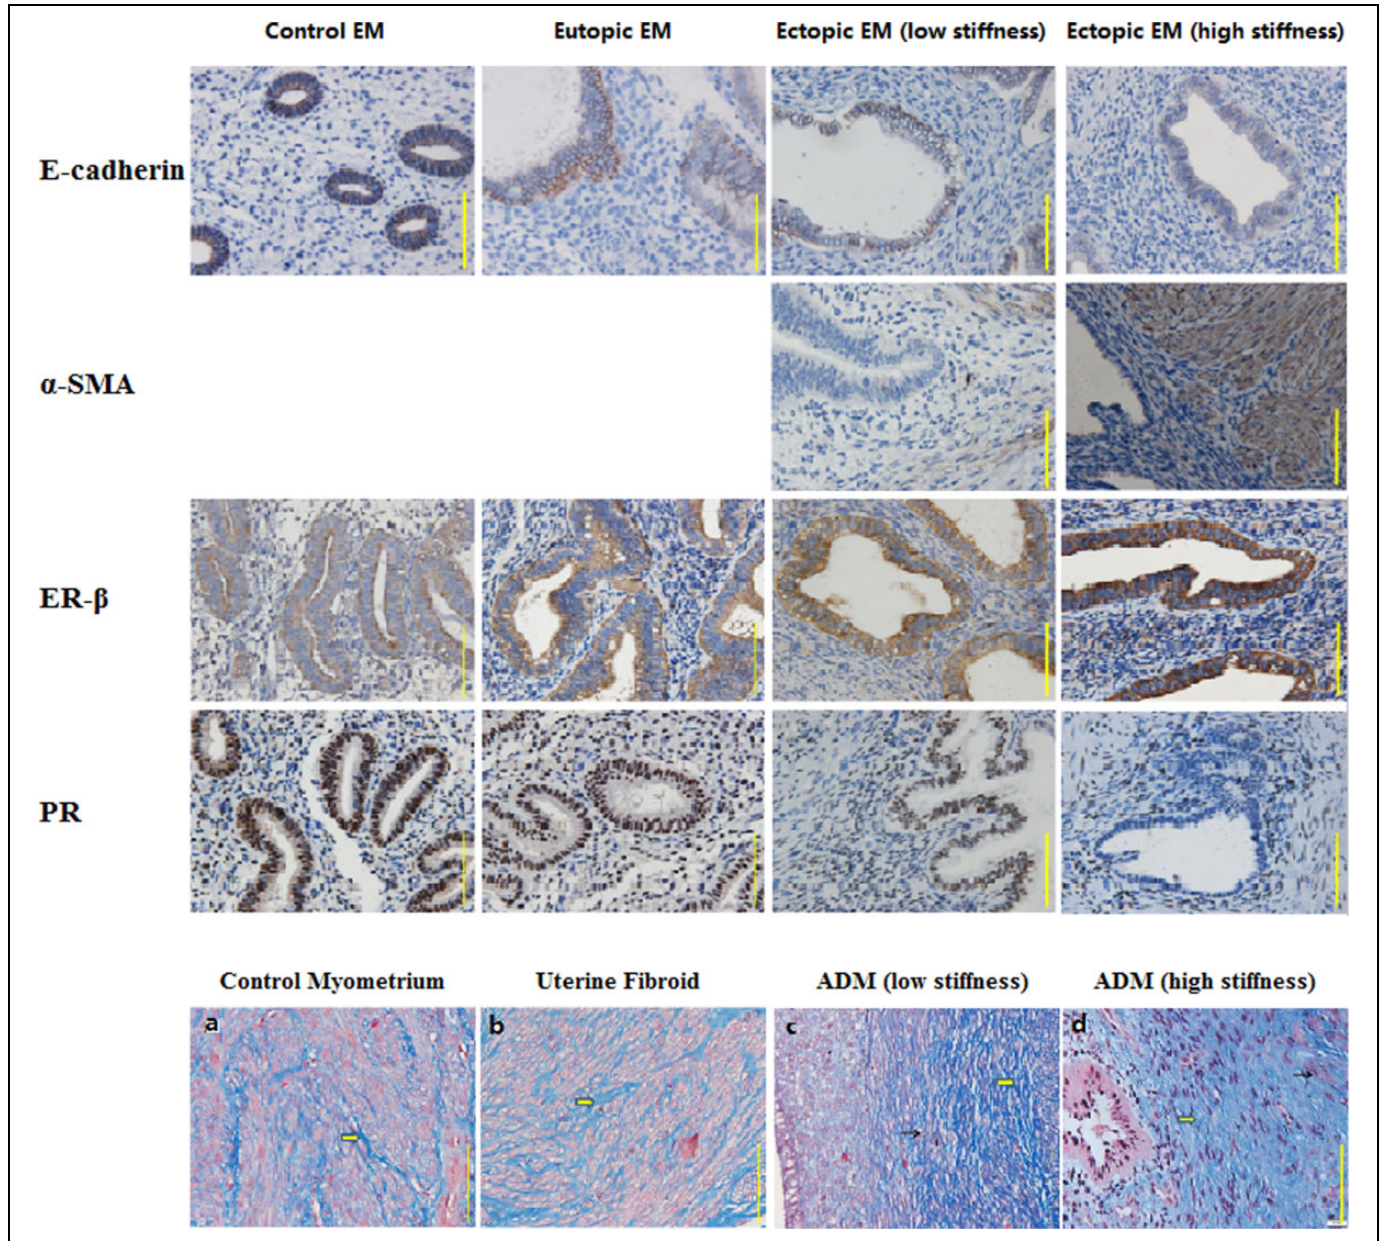 Control EM Eutopic EM Ectopic EM (low stiffness) Ectopic EM (high stiffness)
E-cadherin
α-SMA
ER-β
PR
Control Myometrium Uterine Fibroid ADM (low stiffness) ADM (high stiffness)
a b c d